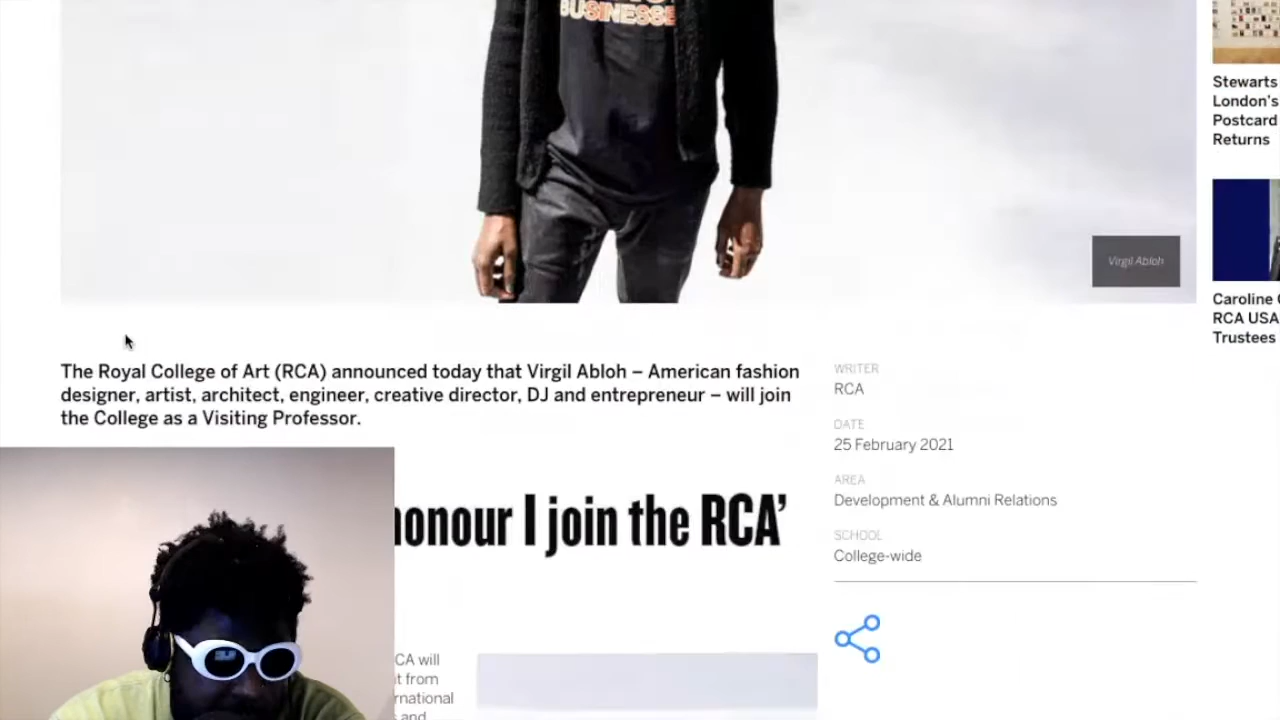 BUSINESSE
Virgil Abloh
Stewarts
London's
Postcard
Returns
Caroline
RCA USA
Trustees
The Royal College of Art (RCA) announced today that Virgil Abloh – American fashion
designer, artist, architect, engineer, creative director, DJ and entrepreneur – will join
the College as a Visiting Professor.
honour I join the RCA’
WRITER
RCA
DATE
25 February 2021
AREA
Development & Alumni Relations
SCHOOL
College-wide
CA will
from
rnational
and